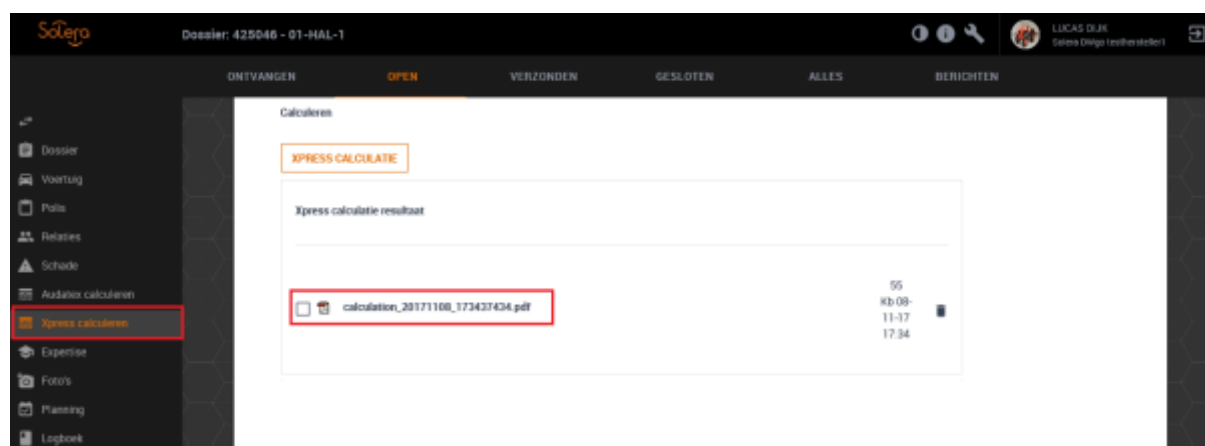 Solera
Dossier: 425046 - 01-HAL-1
LUCAS DIJK
Solera DWgo testhersteller1
ONTVANGEN OPEN VERZONDEN GESLOTEN ALLES BERICHTEN
Calculeren
XPRESS CALCULATIE
Xpress calculatie resultaat
calculation_20171108_173437434.pdf
55
Kb 08-
11-17
17:34
Dossier
Voertuig
Polis
Relaties
Schade
Audatex calculeren
Xpress calculeren
Expertise
Foto's
Planning
Logboek